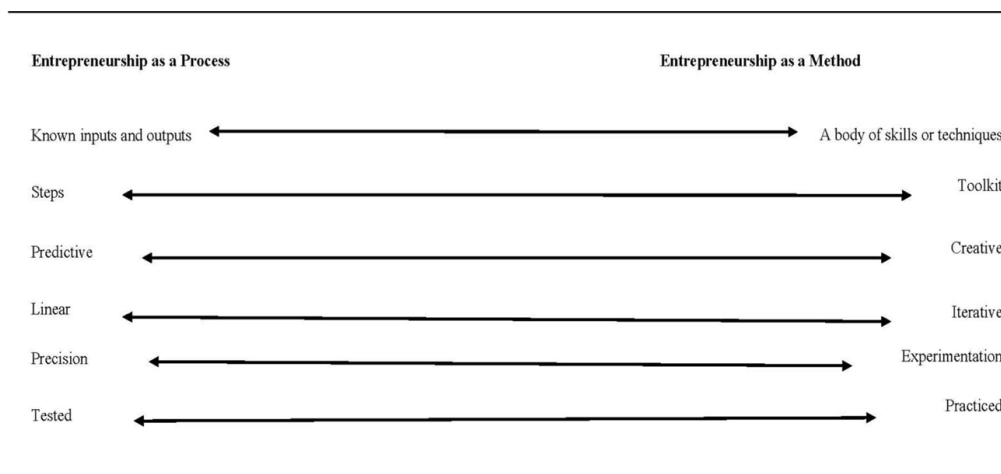 Entrepreneurship as a Process Entrepreneurship as a Method
Known inputs and outputs A body of skills or techniques
Steps Toolkit
Predictive Creative
Linear Iterative
Precision Experimentation
Tested Practiced